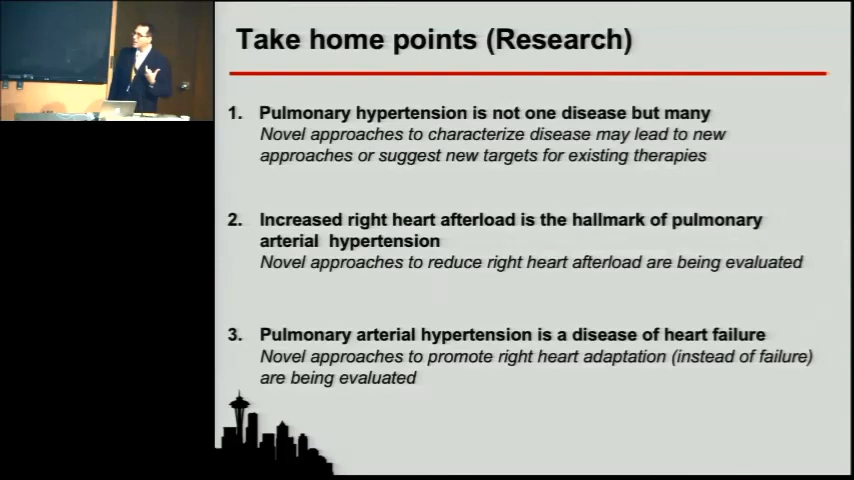 Take home points (Research)
1. Pulmonary hypertension is not one disease but many
Novel approaches to characterize disease may lead to new
approaches or suggest new targets for existing therapies
2. Increased right heart afterload is the hallmark of pulmonary
arterial hypertension
Novel approaches to reduce right heart afterload are being evaluated
3. Pulmonary arterial hypertension is a disease of heart failure
Novel approaches to promote right heart adaptation (instead of failure)
are being evaluated